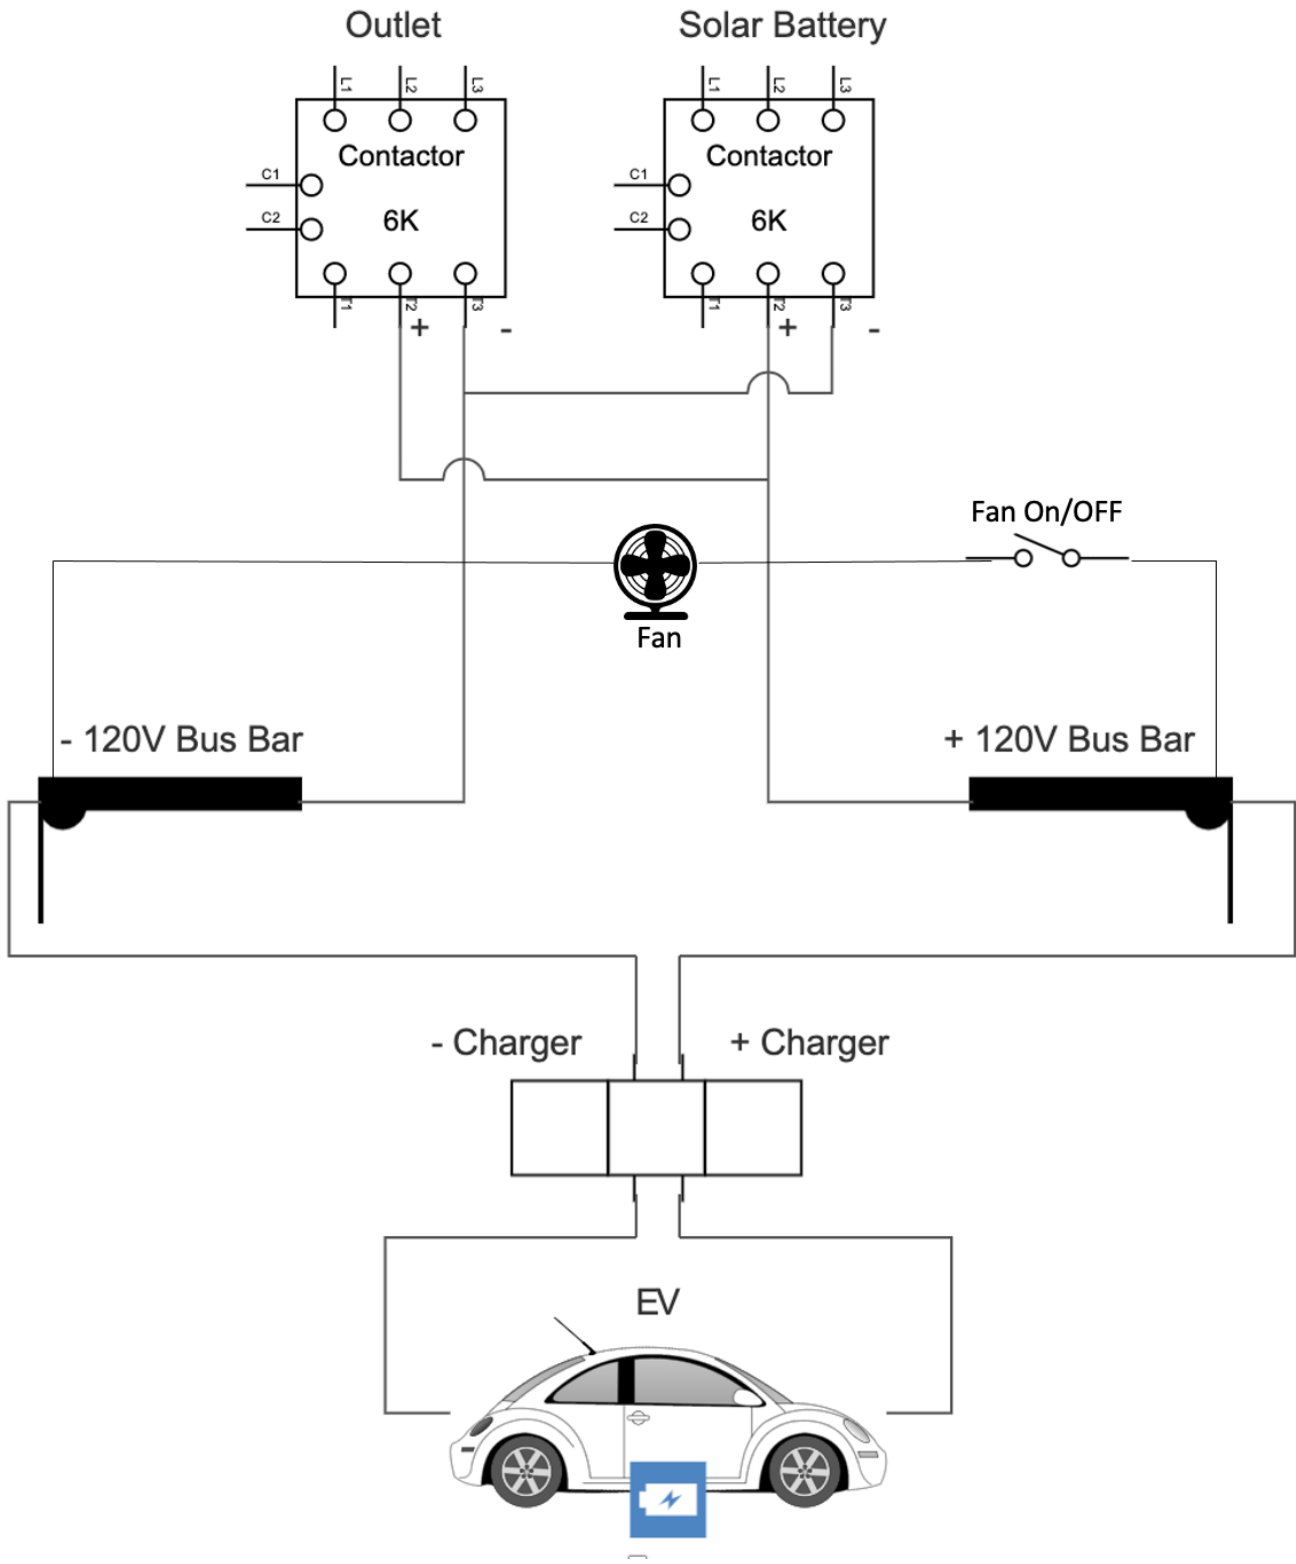 Outlet
Solar Battery
L1
L2
L3
L1
L2
L3
Contactor
Contactor
C1
C1
C2
6K
C2
6K
T1
T2
T3
T1
T2
T3
+
-
+
-
Fan On/OFF
Fan
- 120V Bus Bar
+ 120V Bus Bar
- Charger
+ Charger
EV